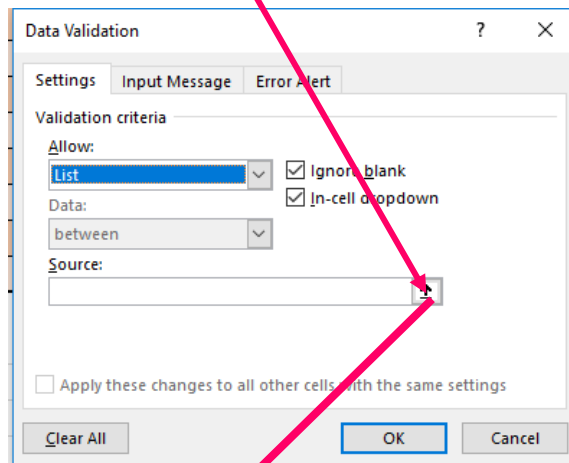 Data Validation ?
Settings Input Message Error Alert
Validation criteria
Allow:
List
Ignore blank
Data:
In-cell dropdown
between
Source:
Apply these changes to all other cells with the same settings
Clear All OK Cancel